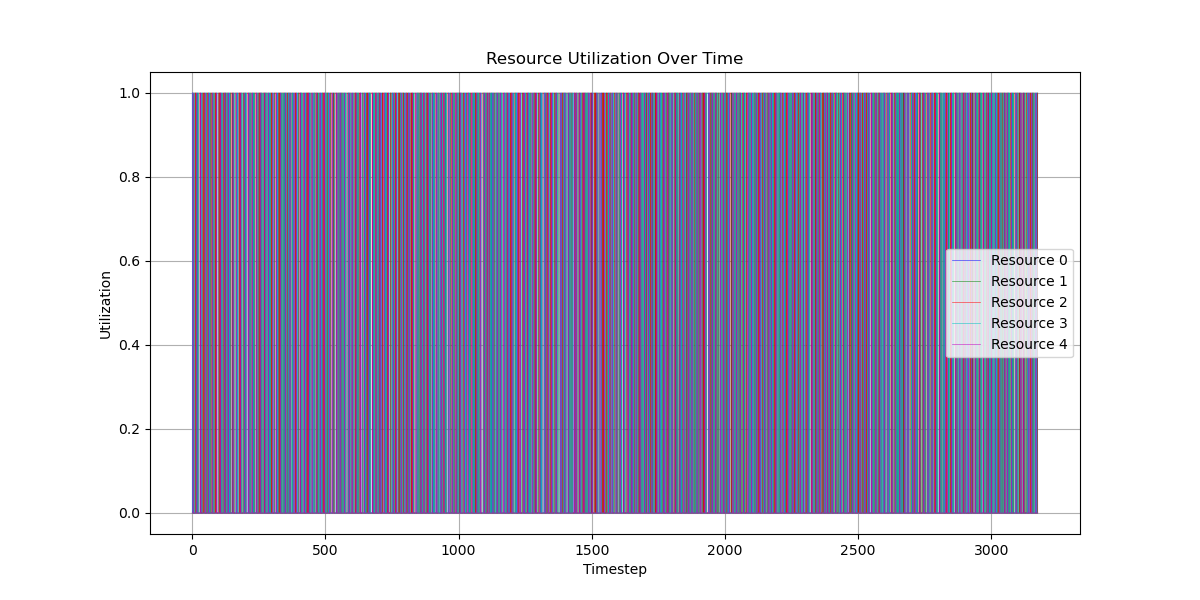 Resource Utilization Over Time
Utilization
1.0
0.8
0.6
0.4
0.2
0.0
Resource 0
Resource 1
Resource 2
Resource 3
Resource 4
0 500 1000 1500 2000 2500 3000
Timestep